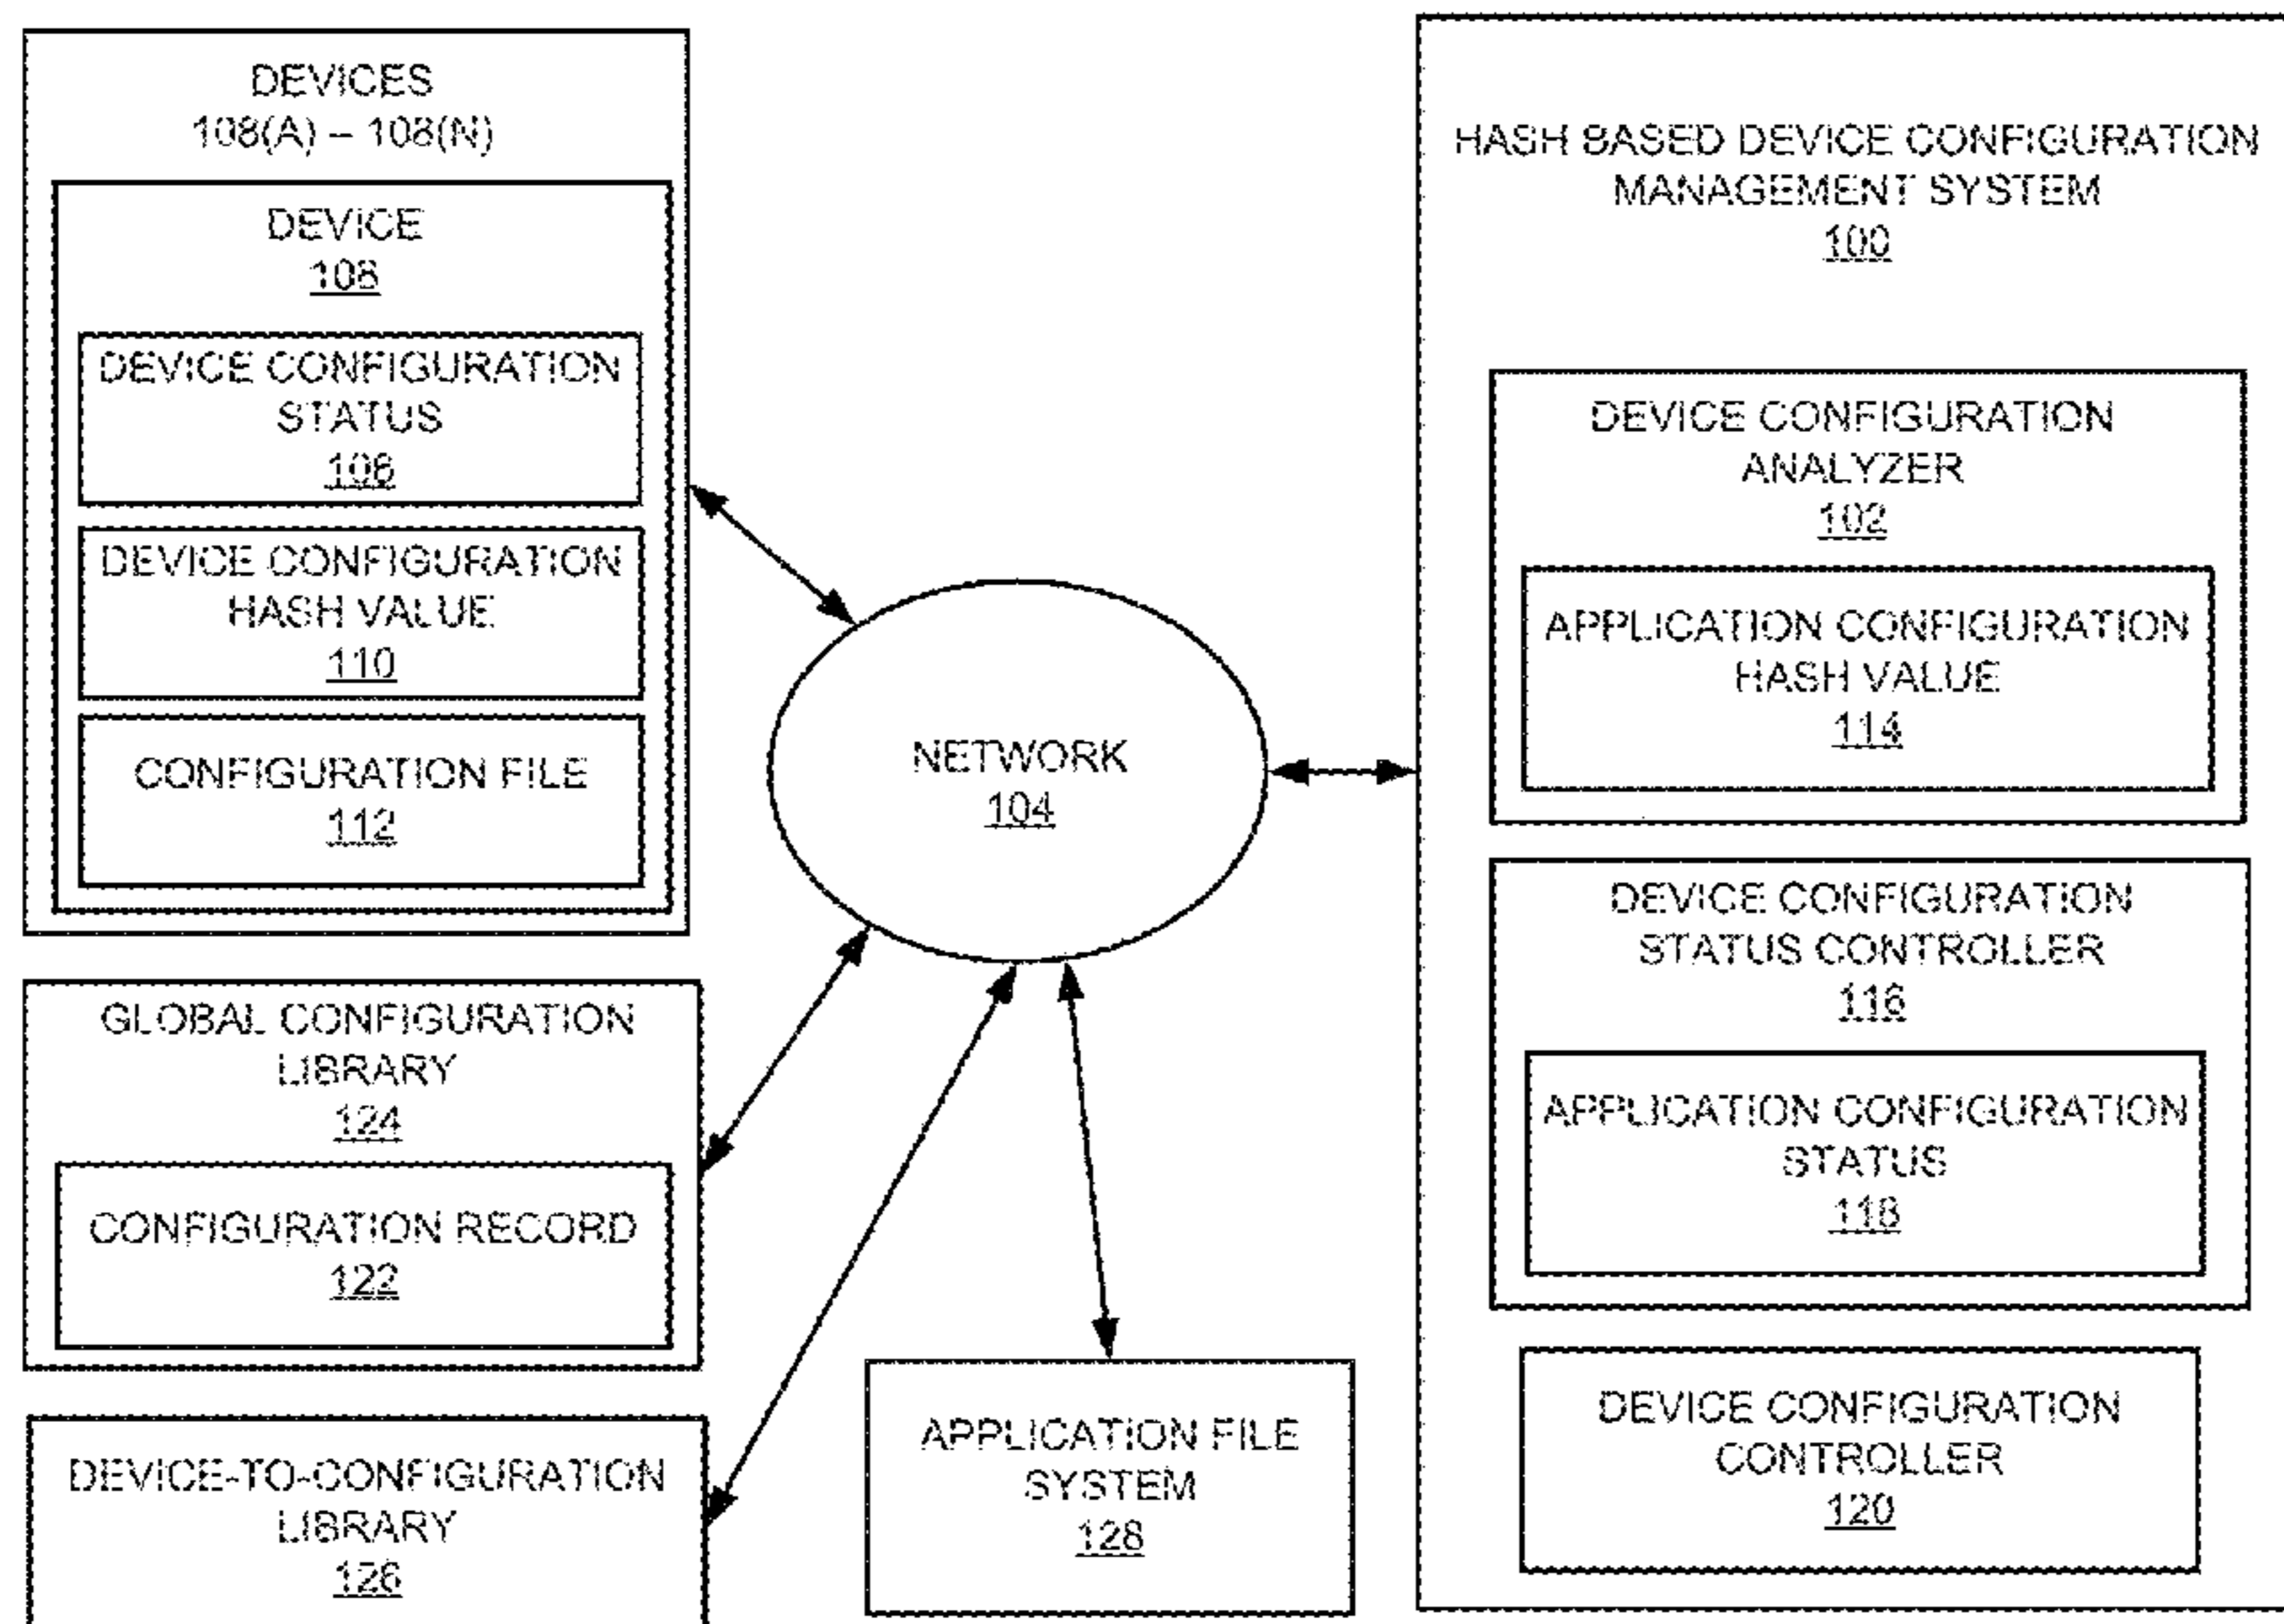 DEVICES
108(A) – 108(N)
DEVICE
108
DEVICE CONFIGURATION
STATUS
106
DEVICE CONFIGURATION
HASH VALUE
110
CONFIGURATION FILE
112
GLOBAL CONFIGURATION
LIBRARY
124
CONFIGURATION RECORD
122
DEVICE-TO-CONFIGURATION
LIBRARY
126
NETWORK
104
APPLICATION FILE
SYSTEM
128
HASH BASED DEVICE CONFIGURATION
MANAGEMENT SYSTEM
100
DEVICE CONFIGURATION
ANALYZER
102
APPLICATION CONFIGURATION
HASH VALUE
114
DEVICE CONFIGURATION
STATUS CONTROLLER
116
APPLICATION CONFIGURATION
STATUS
118
DEVICE CONFIGURATION
CONTROLLER
120